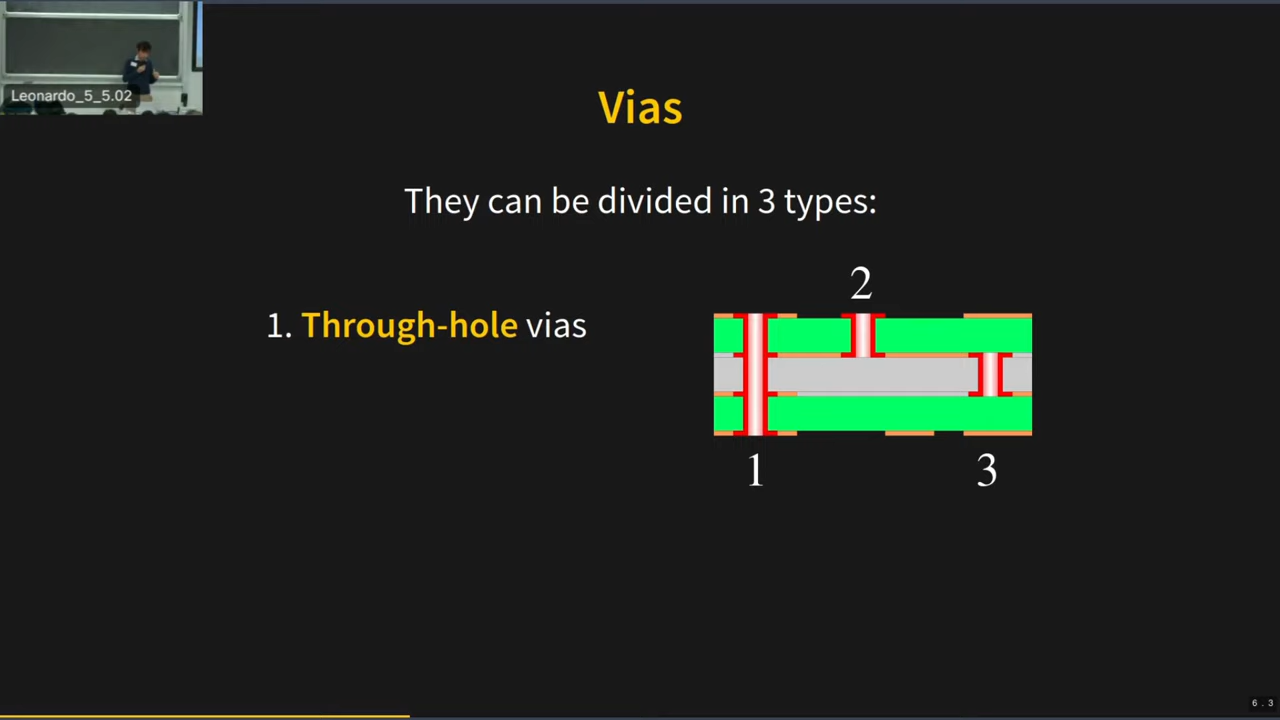 Leonardo_5_5.02
Vias
They can be divided in 3 types:
2
1. Through-hole vias
1
3
6.3